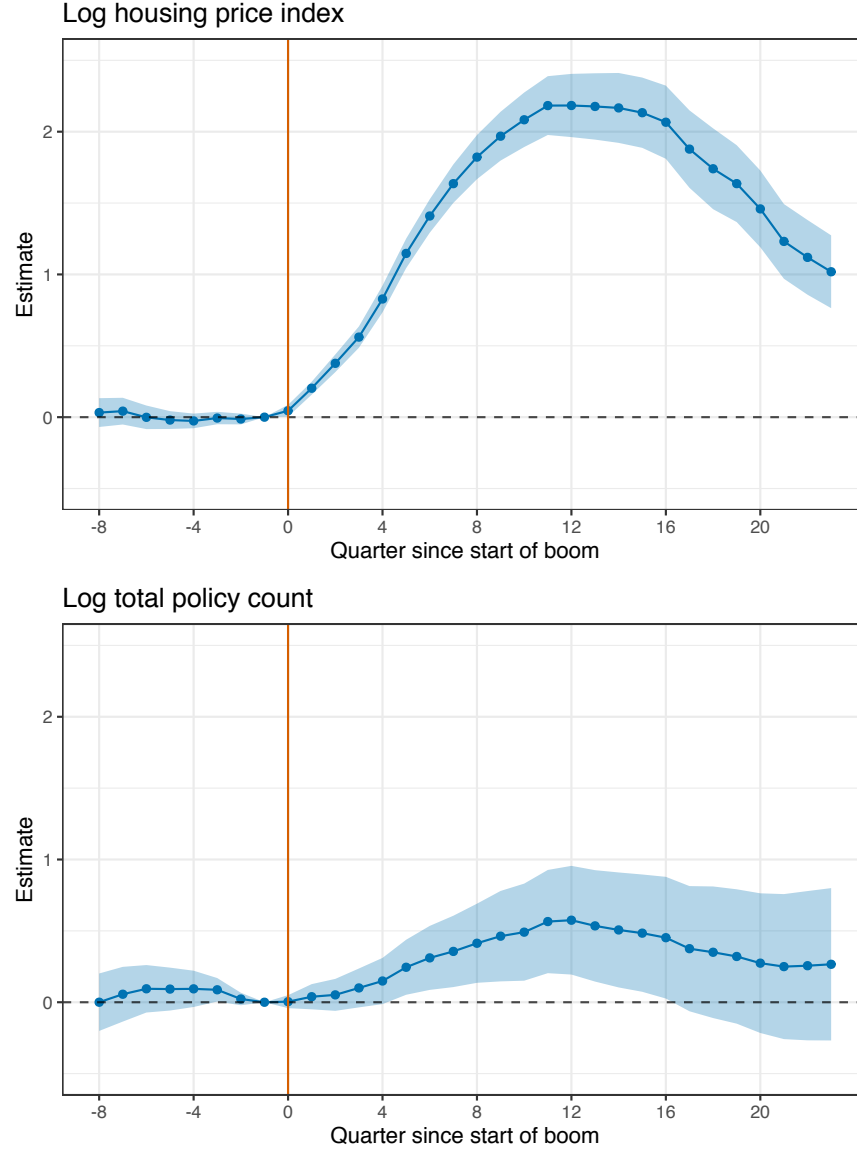 Log housing price index
2
1
0
Estimate
-8 -4 0 4 8 12 16 20
Quarter since start of boom
Log total policy count
2
1
0
Estimate
-8 -4 0 4 8 12 16 20
Quarter since start of boom